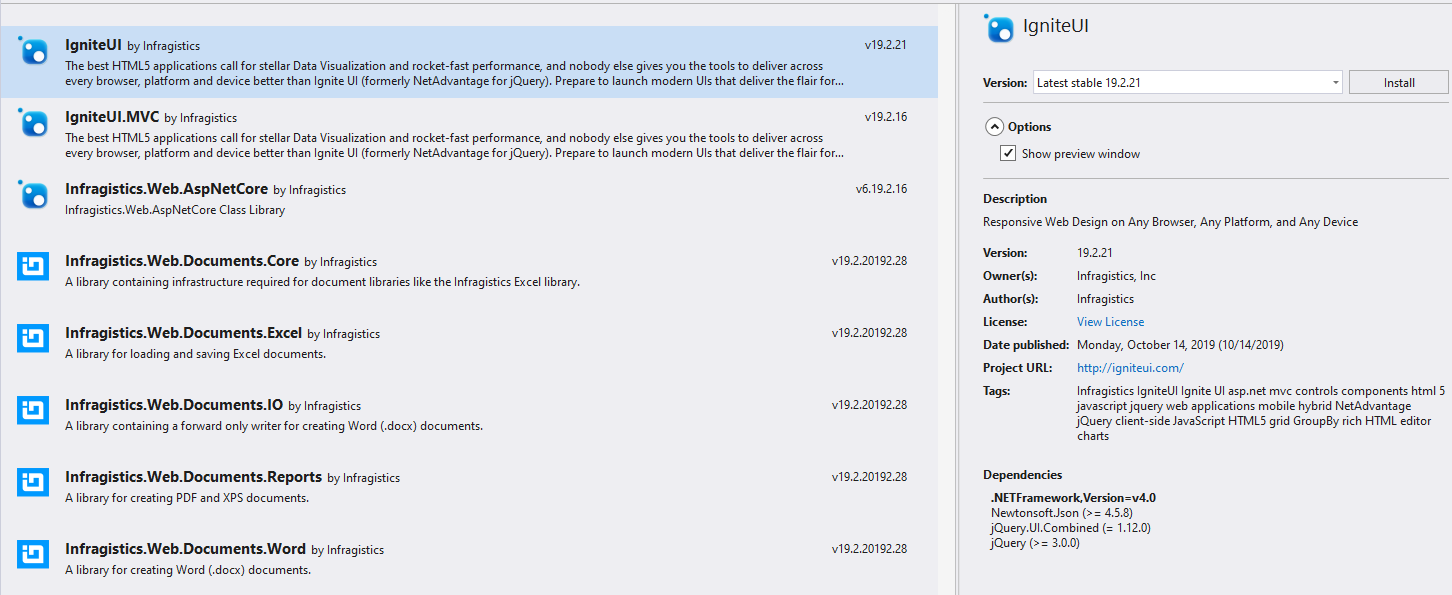 IgniteUI by Infragistics v19.2.21
The best HTML5 applications call for stellar Data Visualization and rocket-fast performance, and nobody else gives you the tools to deliver across
every browser, platform and device better than Ignite UI (formerly NetAdvantage for jQuery). Prepare to launch modern UIs that deliver the flair for...
IgniteUI.MVC by Infragistics v19.2.16
The best HTML5 applications call for stellar Data Visualization and rocket-fast performance, and nobody else gives you the tools to deliver across
every browser, platform and device better than Ignite UI (formerly NetAdvantage for jQuery). Prepare to launch modern UIs that deliver the flair for...
Infragistics.Web.AspNetCore by Infragistics v6.19.2.16
Infragistics.Web.AspNetCore Class Library
Infragistics.Web.Documents.Core by Infragistics v19.2.20192.28
A library containing infrastructure required for document libraries like the Infragistics Excel library.
Infragistics.Web.Documents.Excel by Infragistics v19.2.20192.28
A library for loading and saving Excel documents.
Infragistics.Web.Documents.IO by Infragistics v19.2.20192.28
A library containing a forward only writer for creating Word (.docx) documents.
Infragistics.Web.Documents.Reports by Infragistics v19.2.20192.28
A library for creating PDF and XPS documents.
Infragistics.Web.Documents.Word by Infragistics v19.2.20192.28
A library for creating Word (.docx) documents.
IgniteUI
Version: Latest stable 19.2.21 Install
Options
Show preview window
Description
Responsive Web Design on Any Browser, Any Platform, and Any Device
Version: 19.2.21
Owner(s): Infragistics, Inc
Author(s): Infragistics
License: View License
Date published: Monday, October 14, 2019 (10/14/2019)
Project URL: http://igniteui.com/
Tags: Infragistics IgniteUI Ignite UI asp.net mvc controls components html 5
javascript jquery web applications mobile hybrid NetAdvantage
jQuery client-side JavaScript HTML5 grid GroupBy rich HTML editor
charts
Dependencies
.NETFramework,Version=v4.0
Newtonsoft.Json (>= 4.5.8)
jQuery.UI.Combined (= 1.12.0)
jQuery (>= 3.0.0)